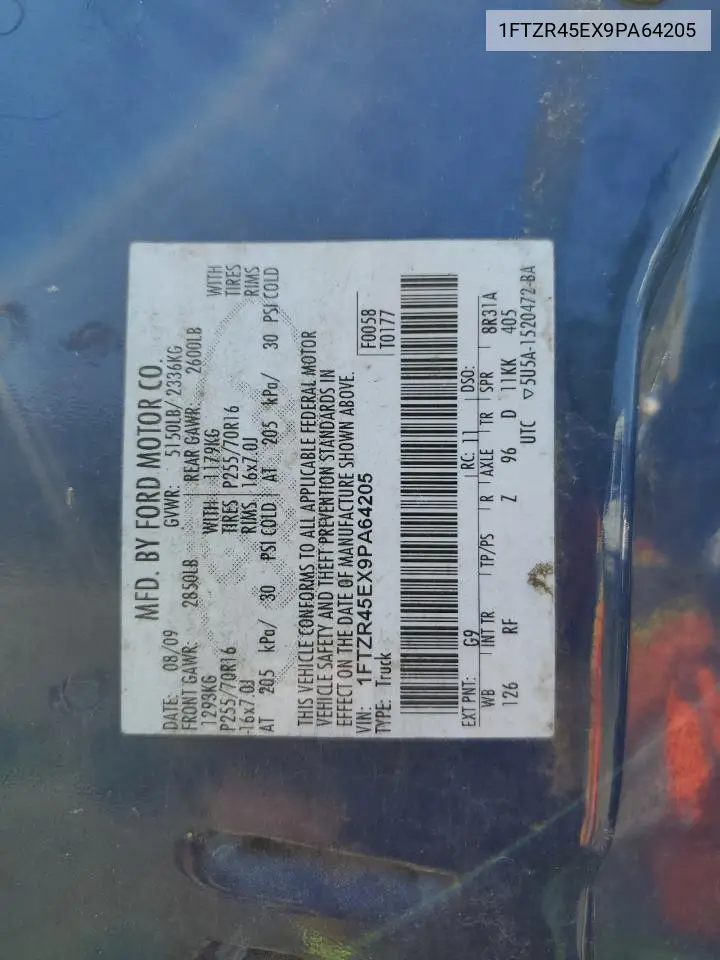 1FTZR45EX9PA64205
MFD. BY FORD MOTOR CO.
DATE: 08/09 GVWR: 5150LB/ 2336KG
FRONT GAWR: 2850LB REAR GAWR: 2600LB
1293KG WITH 1179KG WITH
P255/70R16 TIRES P255/70R16 TIRES
16x7.0J RIMS 16x7.0J RIMS
AT 205 kPa/ 30 PSI COLD AT 205 kPa/ 30 PSI COLD
THIS VEHICLE CONFORMS TO ALL APPLICABLE FEDERAL MOTOR
VEHICLE SAFETY AND THEFT PREVENTION STANDARDS IN
EFFECT ON THE DATE OF MANUFACTURE SHOWN ABOVE.
VIN: 1FTZR45EX9PA64205 F0058
TYPE: Truck T0177
EXT PNT: G9 RC: 11 DSO:
WB INT TR TP/PS R AXLE TR SPR 8R31A
126 RF Z 96 D 11KK 405
UTC ▽5U5A-1520472-BA